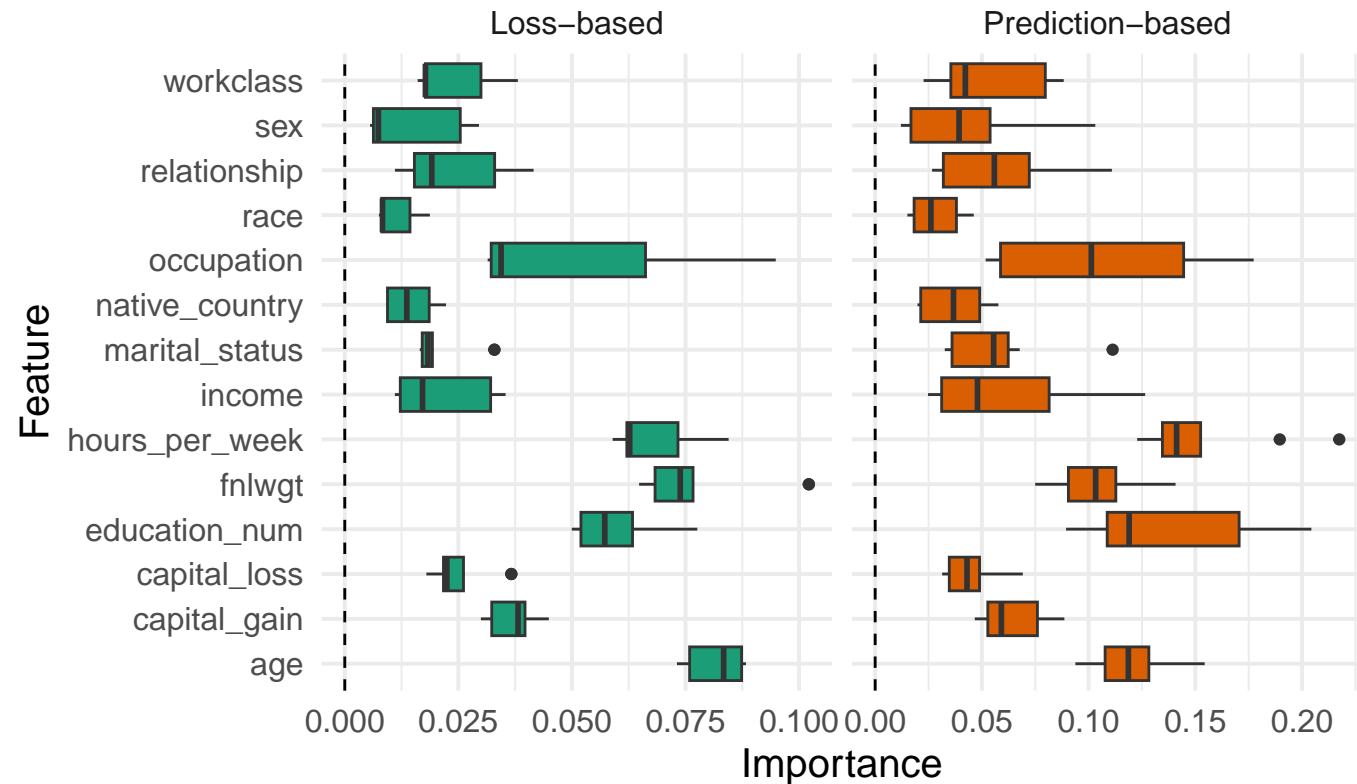 Loss−based
Prediction−based
Feature
workclass
sex
relationship
race
occupation
native_country
marital_status
income
hours_per_week
fnlwgt
education_num
capital_loss
capital_gain
age
0.000 0.025 0.050 0.075 0.100
0.00 0.05 0.10 0.15 0.20
Importance